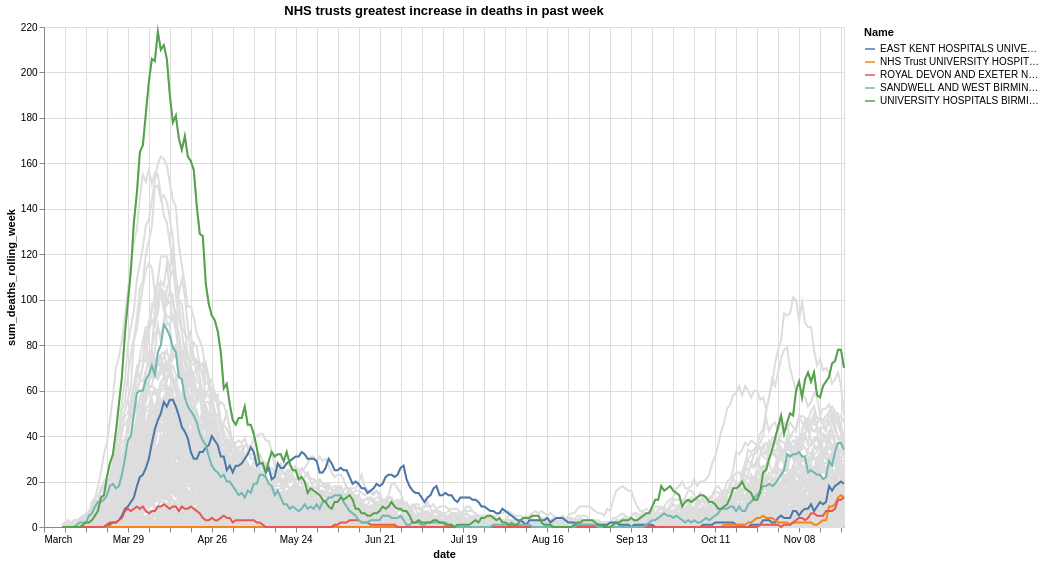 NHS trusts greatest increase in deaths in past week
sum_deaths_rolling_week
220
200
180
160
140
120
100
80
60
40
20
0
March
Mar 29
Apr 26
May 24
Jun 21
Jul 19
Aug 16
Sep 13
Oct 11
Nov 08
date
Name
EAST KENT HOSPITALS UNIVE…
NHS Trust UNIVERSITY HOSPIT…
ROYAL DEVON AND EXETER N…
SANDWELL AND WEST BIRMIN…
UNIVERSITY HOSPITALS BIRMI…